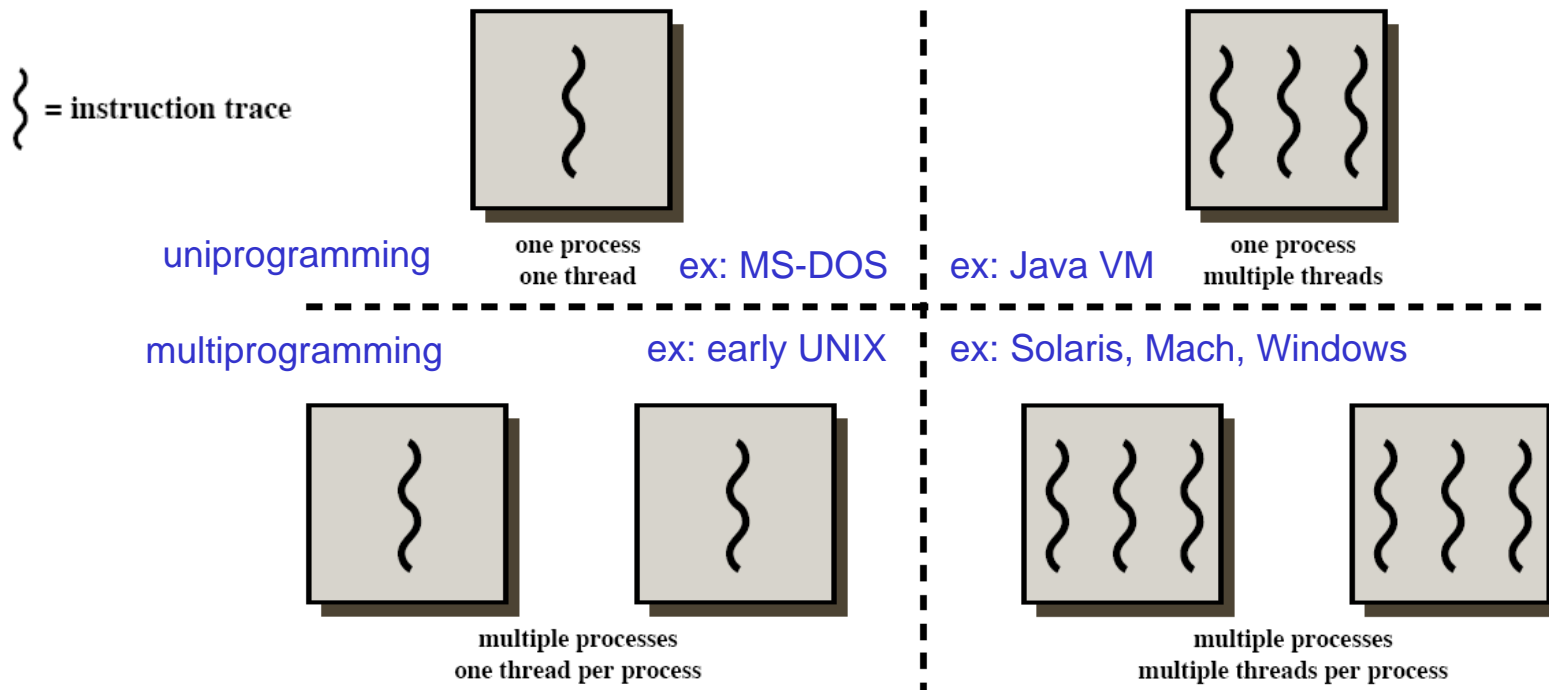 = instruction trace
uniprogramming
one process
one thread
ex: MS-DOS
ex: Java VM
one process
multiple threads
multiprogramming
ex: early UNIX
ex: Solaris, Mach, Windows
multiple processes
one thread per process
multiple processes
multiple threads per process